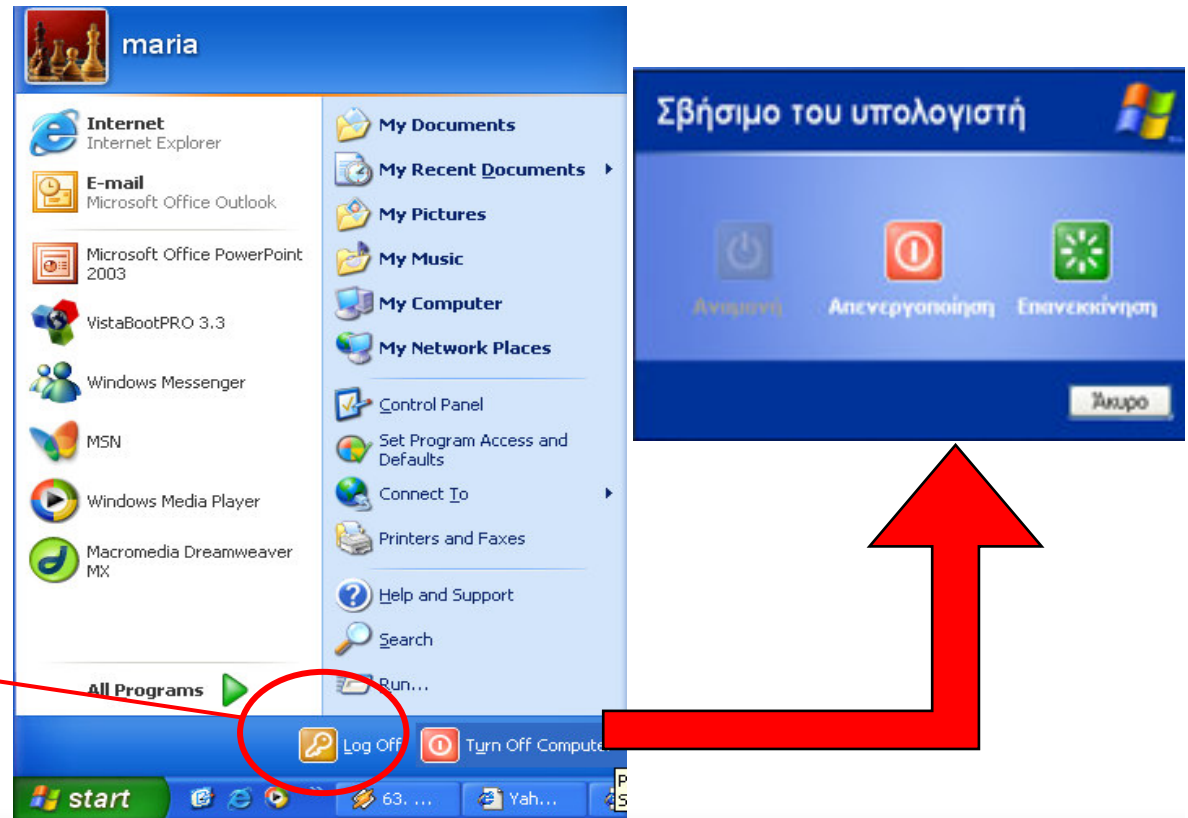 maria
Internet
Internet Explorer
E-mail
Microsoft Office Outlook
Microsoft Office PowerPoint
2003
VistaBootPRO 3.3
Windows Messenger
MSN
Windows Media Player
Macromedia Dreamweaver
MX
All Programs
My Documents
My Recent Documents
My Pictures
My Music
My Computer
My Network Places
Control Panel
Set Program Access and
Defaults
Connect To
Printers and Faxes
Help and Support
Search
Run...
Log Off
Turn Off Compute
start
63. ...
Yah...
P
S
Σβήσιμο του υπολογιστή
Αναμονή
Απενεργοποίηση
Επανεκκίνηση
Άκυρο